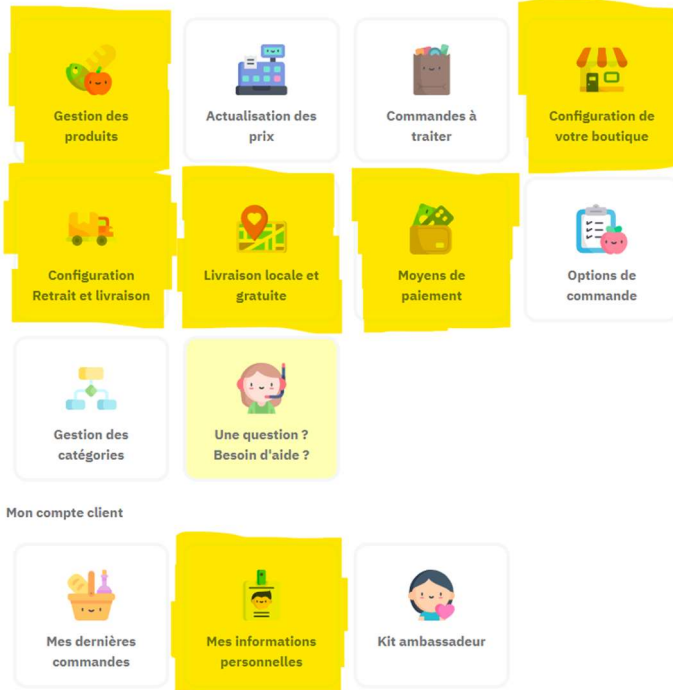 Gestion des
produits
Actualisation des
prix
Commandes à
traiter
Configuration de
votre boutique
Configuration
Retrait et livraison
Livraison locale et
gratuite
Moyens de
paiement
Options de
commande
Gestion des
catégories
Une question ?
Besoin d'aide ?
Mon compte client
Mes dernières
commandes
Mes informations
personnelles
Kit ambassadeur